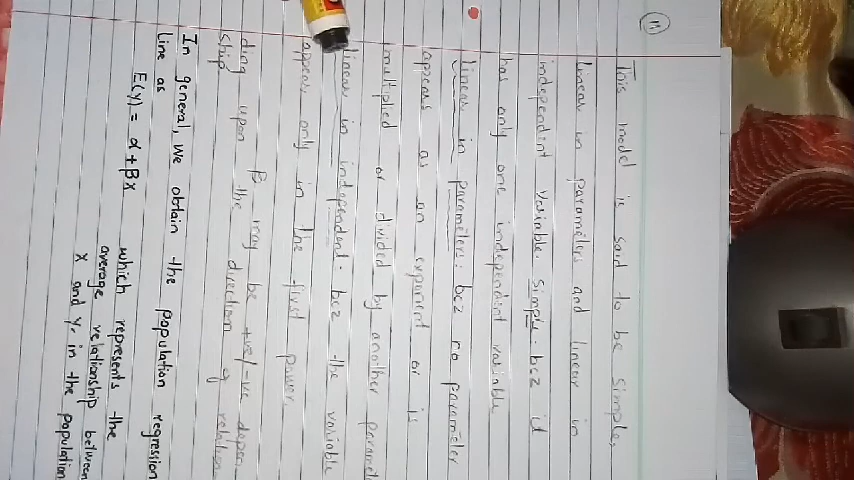 This model is said to be simple,
linear in parameters and linear in
independent variable. Simple: bcz it
has only one independent variable
linear in parameters: bcz no parameter
appears as an exponent or is
multiplied or divided by another paramet
linear in independent: bcz the variable
appear only in the first power.
β may be +ve/-ve depen
ding upon the direction of relation
ship
In general, We obtain the population regression
line as
E(Y) = α + βX which represents the
average relationship between
X and Y, in the population